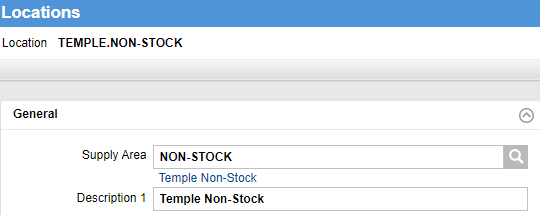 Locations
Location TEMPLE.NON-STOCK
General
Supply Area NON-STOCK
Temple Non-Stock
Description 1 Temple Non-Stock